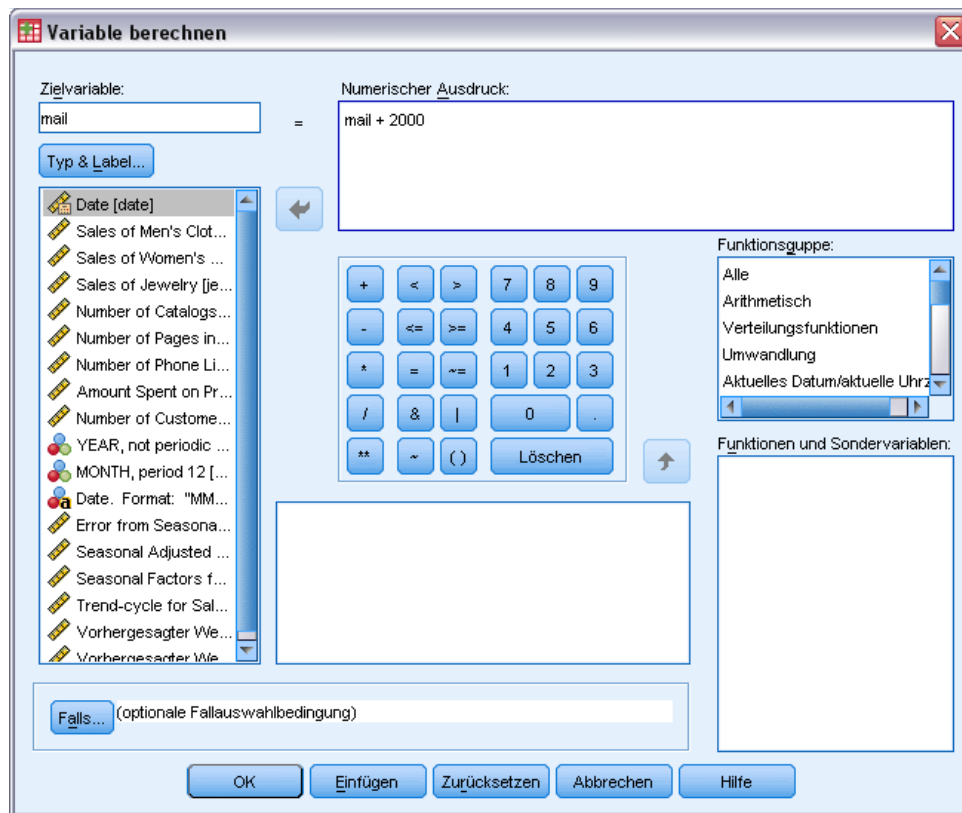 Variable berechnen
Zielvariable:
mail
=
Numerischer Ausdruck:
mail + 2000
Typ & Label...
Date [date]
Sales of Men's Clot...
Sales of Women's ...
Sales of Jewelry [je...
Number of Catalogs...
Number of Pages in...
Number of Phone Li...
Amount Spent on Pr...
Number of Custome...
YEAR, not periodic ...
MONTH, period 12 [...
a Date. Format: "MM...
Error from Seasona...
Seasonal Adjusted ...
Seasonal Factors f...
Trend-cycle for Sal...
Vorhergesagter We...
Vorhergesagter We...
+ < > 7 8 9
- <= >= 4 5 6
* = ~= 1 2 3
/ & | 0 .
** ~ ( ) Löschen
Funktionsgruppe:
Alle
Arithmetisch
Verteilungsfunktionen
Umwandlung
Aktuelles Datum/aktuelle Uhrz
Funktionen und Sondervariablen:
Falls... (optionale Fallauswahlbedingung)
OK Einfügen Zurücksetzen Abbrechen Hilfe